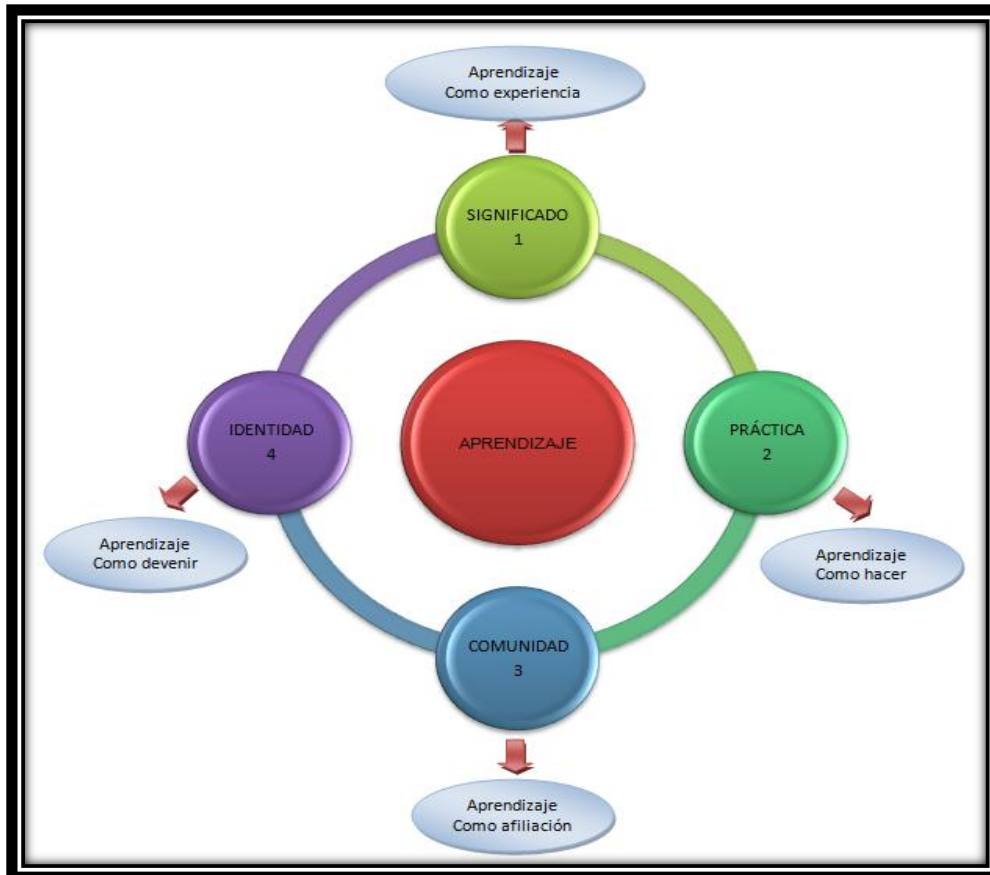 Aprendizaje
Como experiencia
SIGNIFICADO
1
IDENTIDAD
4
APRENDIZAJE
PRÁCTICA
2
Aprendizaje
Como devenir
Aprendizaje
Como hacer
COMUNIDAD
3
Aprendizaje
Como afiliación